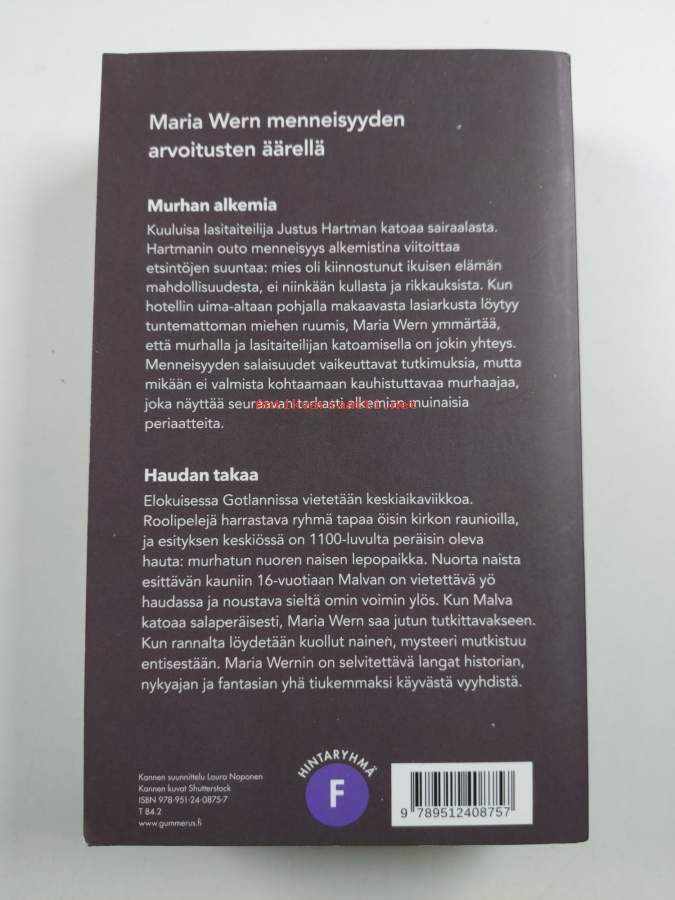 Maria Wern menneisyyden
arvoitusten äärellä
Murhan alkemia
Kuuluisa lasitaiteilija Justus Hartman katoaa sairaalasta.
Hartmanin outo menneisyys alkemistina viitoittaa
etsintöjen suuntaa: mies oli kiinnostunut ikuisen elämän
mahdollisuudesta, ei niinkään kullasta ja rikkauksista. Kun
hotellin uima-altaan pohjalla makaavasta lasiarkusta löytyy
tuntemattoman miehen ruumis, Maria Wern ymmärtää,
että murhalla ja lasitaiteilijan katoamisella on jokin yhteys.
Menneisyyden salaisuudet vaikeuttavat tutkimuksia, mutta
mikään ei valmista kohtaamaan kauhistuttavaa murhaajaa,
joka näyttää seuraavan tarkasti alkemian muinaisia
periaatteita.
Haudan takaa
Elokuisessa Gotlannissa vietetään keskiaikaviikkoa.
Roolipelejä harrastava ryhmä tapaa öisin kirkon raunioilla,
ja esityksen keskiössä on 1100-luvulta peräisin oleva
hauta: murhatun nuoren naisen lepopaikka. Nuorta naista
esittävän kauniin 16-vuotiaan Malvan on vietettävä yö
haudassa ja noustava sieltä omin voimin ylös. Kun Malva
katoaa salaperäisesti, Maria Wern saa jutun tutkittavakseen.
Kun rannalta löydetään kuollut nainen, mysteeri mutkistuu
entisestään. Maria Wernin on selvitettävä langat historian,
nykyajan ja fantasian yhä tiukemmaksi käyvästä vyyhdistä.
Kannen suunnittelu Laura Noponen
Kannen kuvat Shutterstock
ISBN 978-951-24-0875-7
T 84.2
www.gummerus.fi
HINTARYHMÄ
F
9 789512 408757